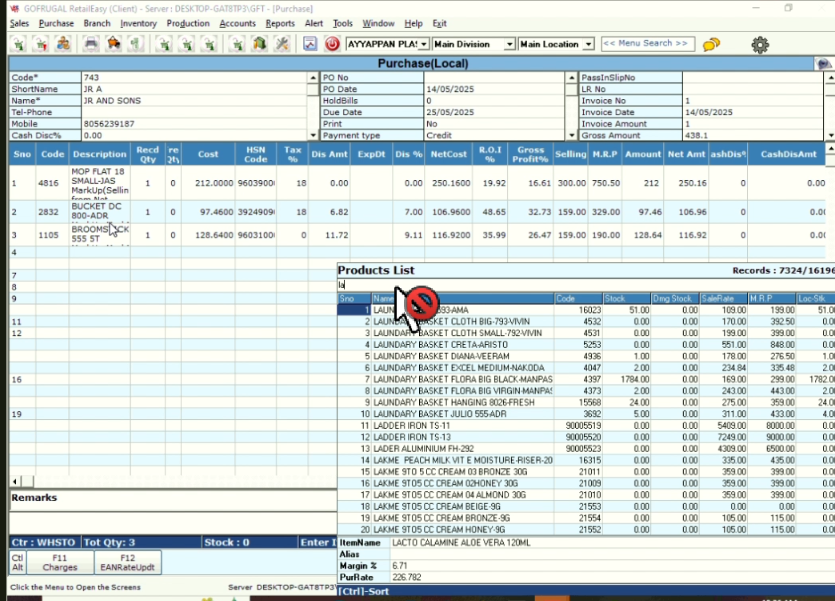 GOFRUGAL RetailEasy (Client) - Server : DESKTOP-GAT8TP3\GFT - [Purchase]
Sales Purchase Branch Inventory Production Accounts Reports Alert Tools Window Help Exit
AYYAPPAN PLA: Main Division Main Location << Menu Search >>
Purchase(Local)
Code* 743 PO No PassInSlipNo
ShortName JR A PO Date 14/05/2025 LR No
Name* JR AND SONS HoldBills 0 Invoice No 1
Tel-Phone Due Date 25/05/2025 Invoice Date 14/05/2025
Mobile 8056239187 Print No Invoice Amount 1
Cash Disc% 0.00 Payment type Credit Gross Amount 438.1
Sno Code Description Recd Qty re Qty Cost HSN Code Tax % Dis Amt ExpDt Dis % NetCost R.O.I % Gross Profit% Selling M.R.P Amount Net Amt ashDis% CashDisAmt
1 4816 MOP FLAT 18 SMALL-JAS MarkUp(Sellin 1 0 212.0000 9603900 18 0.00 0.00 250.1600 19.92 16.61 300.00 750.50 212 250.16 0 0.00
2 2832 BUCKET DC 800-ADR 1 0 97.4600 3924909 18 6.82 7.00 106.9600 48.65 32.73 159.00 329.00 97.46 106.96 0 0.00
3 1105 555 5T 1 0 128.6400 9603100 0 11.72 9.11 116.9200 35.99 26.47 159.00 190.00 128.64 116.92 0 0.00
4
7
8
9
11
12
16
19
Products List Records : 7324/16196
la
Sno Name Code Stock Dmg Stock SaleRate M.R.P Loc-Stk
1 16023 51.00 0.00 109.00 199.00 51.0
2 LAUNDARY BASKET CLOTH BIG-793-VIVIN 4532 0.00 0.00 170.00 392.50 0.0
3 LAUNDARY BASKET CLOTH SMALL-792-VIVIN 4531 0.00 0.00 199.00 399.00 0.0
4 LAUNDARY BASKET CRETA-ARISTO 5253 0.00 0.00 551.00 848.00 0.0
5 LAUNDARY BASKET DIANA-VEERAM 4936 1.00 0.00 178.00 276.50 1.0
6 LAUNDARY BASKET EXCEL MEDIUM-NAKODA 4047 2.00 0.00 234.84 335.48 2.0
7 LAUNDARY BASKET FLORA BIG BLACK-MANPAS 4397 1784.00 0.00 169.00 299.00 1782.0
8 LAUNDARY BASKET FLORA BIG VIRGIN-MANPAS 4373 2.00 0.00 243.00 443.00 2.0
9 LAUNDARY BASKET HANGING 8026-FRESH 15568 24.00 0.00 275.00 359.00 24.0
10 LAUNDARY BASKET JULIO 555-ADR 3692 5.00 0.00 311.00 433.00 4.0
11 LADDER IRON TS-11 90005519 0.00 0.00 5409.00 8000.00 0.0
12 LADDER IRON TS-13 90005520 0.00 0.00 7249.00 9000.00 0.0
13 LADER ALUMINIUM FH-292 90005523 0.00 0.00 4309.00 6500.00 0.0
14 LAKME PEACH MILK VIT E MOISTURE-RISER-20 16315 0.00 0.00 335.00 435.00 0.0
15 LAKME 9TO 5 CC CREAM 03 BRONZE 30G 21011 0.00 0.00 359.00 399.00 0.0
16 LAKME 9TO5 CC CREAM 02HONEY 30G 21009 0.00 0.00 359.00 399.00 0.0
17 LAKME 9TO5 CC CREAM 04 ALMOND 30G 21010 0.00 0.00 359.00 399.00 0.0
18 LAKME 9TO5 CC CREAM BEIGE-9G 21553 0.00 0.00 0.00 0.00 0.0
19 LAKME 9TO5 CC CREAM BRONZE-9G 21554 0.00 0.00 105.00 115.00 0.0
20 LAKME 9TO5 CC CREAM HONEY-9G 21552 0.00 0.00 105.00 115.00 0.0
Remarks
Ctr : WHSTO Tot Qty: 3 Stock : 0 Enter I
ItemName LACTO CALAMINE ALOE VERA 120ML
Alias
Margin % 6.71
PurRate 226.782
Ctl Alt F11 Charges F12 EANRateUpdt
Click the Menu to Open the Screens Server DESKTOP-GAT8TP3\
[Ctrl]-Sort